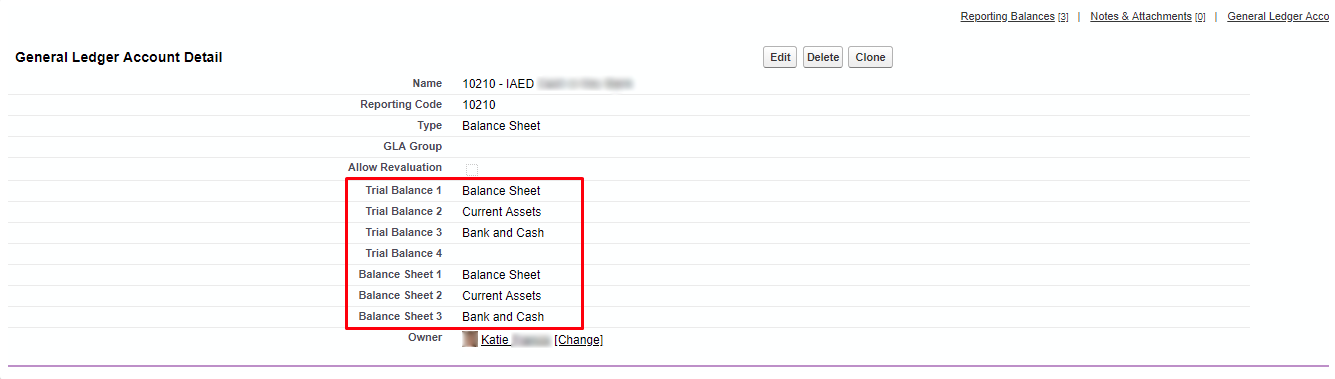 Reporting Balances [3] | Notes & Attachments [0] | General Ledger Acco
General Ledger Account Detail Edit Delete Clone
Name 10210 - IAED
Reporting Code 10210
Type Balance Sheet
GLA Group
Allow Revaluation
Trial Balance 1 Balance Sheet
Trial Balance 2 Current Assets
Trial Balance 3 Bank and Cash
Trial Balance 4
Balance Sheet 1 Balance Sheet
Balance Sheet 2 Current Assets
Balance Sheet 3 Bank and Cash
Owner Katie [Change]